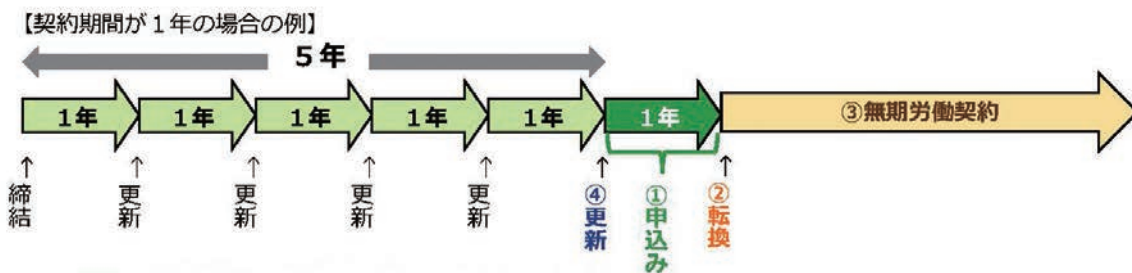 【契約期間が１年の場合の例】
５年
1年
1年
1年
1年
1年
1年
③無期労働契約
↑
締結
↑
更新
↑
更新
↑
更新
↑
更新
↑
④更新
①申込み
↑
②転換